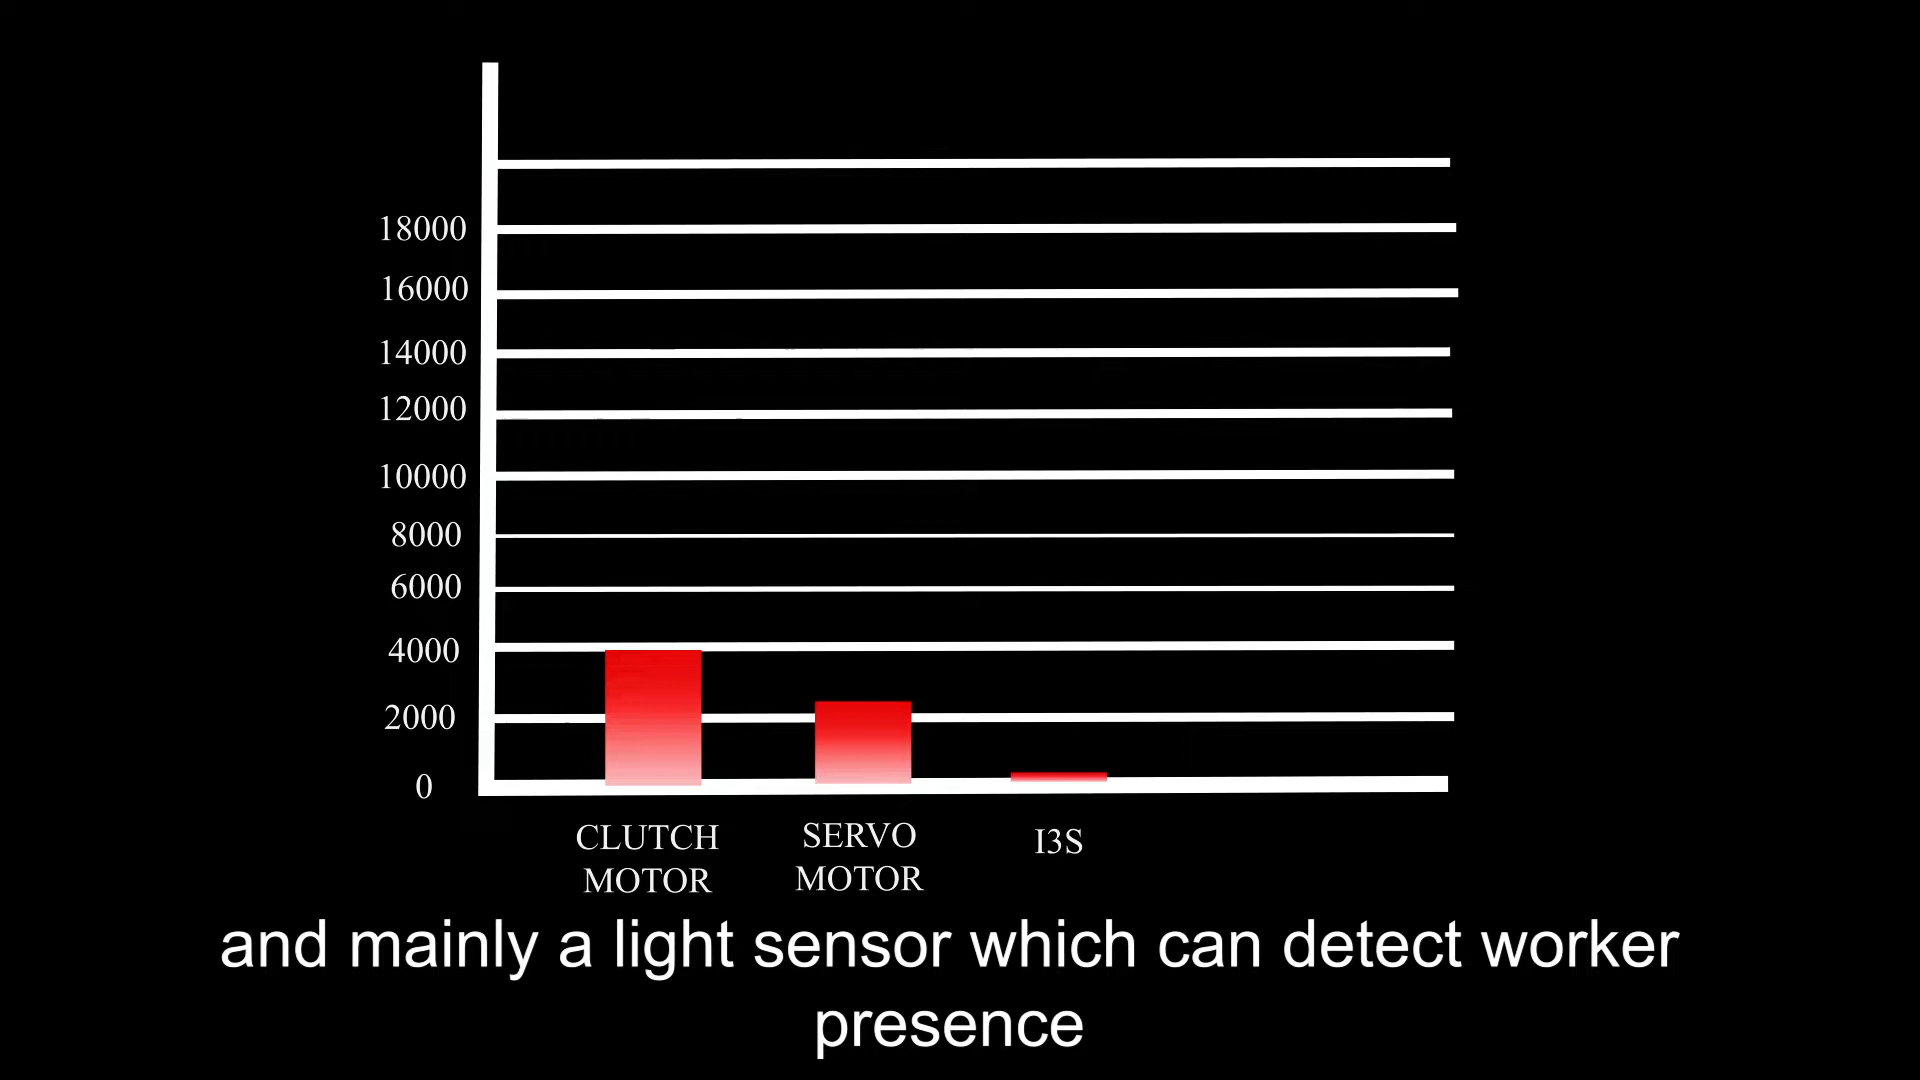 18000
16000
14000
12000
10000
8000
6000
4000
2000
0
CLUTCH
MOTOR
SERVO
MOTOR
I3S
and mainly a light sensor which can detect worker
presence